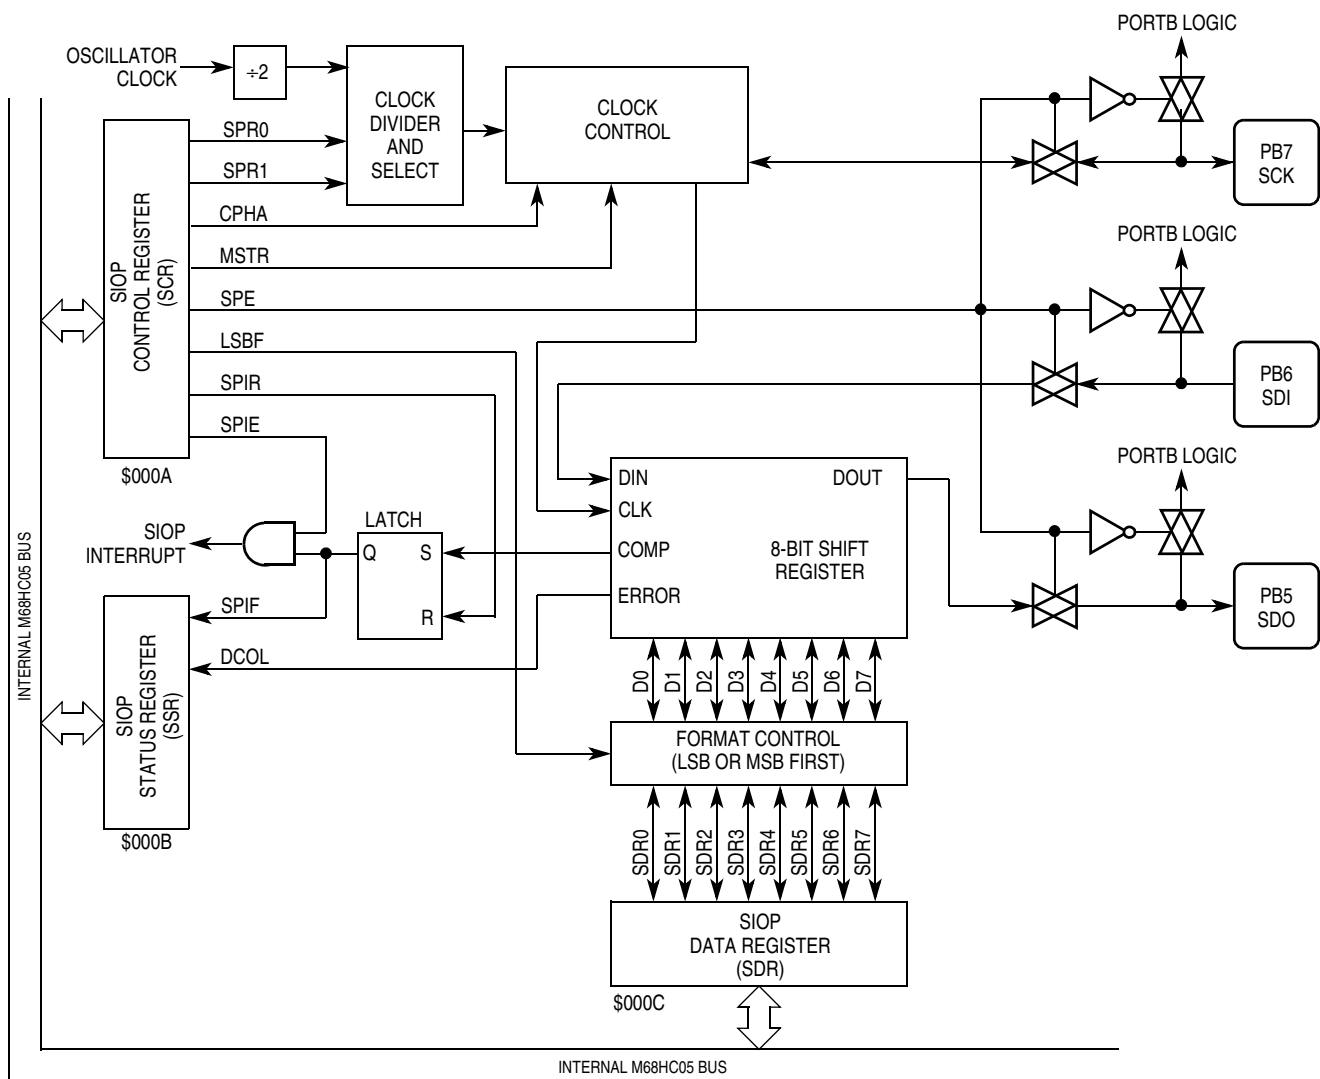 PORTB LOGIC
OSCILLATOR
CLOCK
÷2
CLOCK
DIVIDER
AND
SELECT
CLOCK
CONTROL
PB7
SCK
SIOP
CONTROL REGISTER
(SCR)
SPR0
SPR1
CPHA
MSTR
SPE
LSBF
SPIR
SPIE
$000A
PORTB LOGIC
PB6
SDI
PORTB LOGIC
PB5
SDO
DIN
CLK
COMP
ERROR
DOUT
8-BIT SHIFT
REGISTER
LATCH
Q
S
R
SIOP
INTERRUPT
SPIF
DCOL
SIOP
STATUS REGISTER
(SSR)
$000B
INTERNAL M68HC05 BUS
D0
D1
D2
D3
D4
D5
D6
D7
FORMAT CONTROL
(LSB OR MSB FIRST)
SDR0
SDR1
SDR2
SDR3
SDR4
SDR5
SDR6
SDR7
SIOP
DATA REGISTER
(SDR)
$000C
INTERNAL M68HC05 BUS